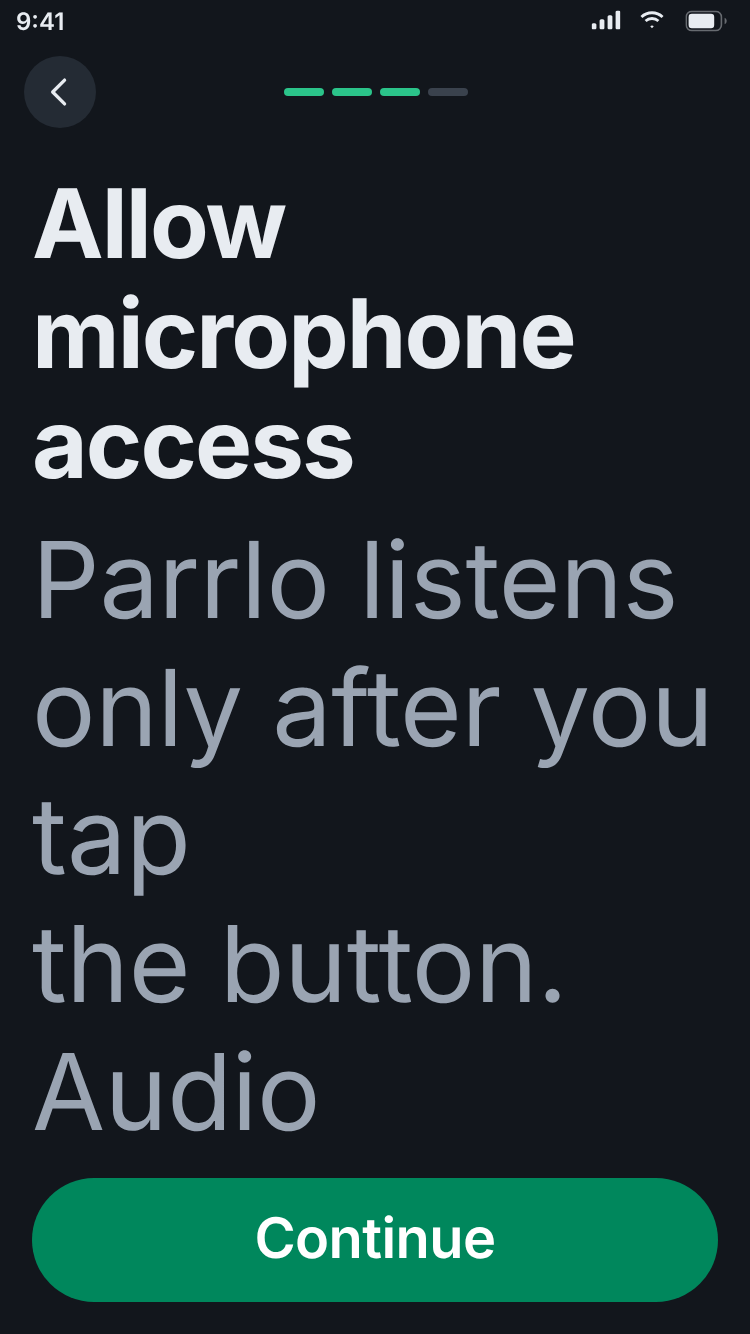 9:41
Allow
microphone
access
Parrlo listens
only after you
tap
the button.
Audio
Continue